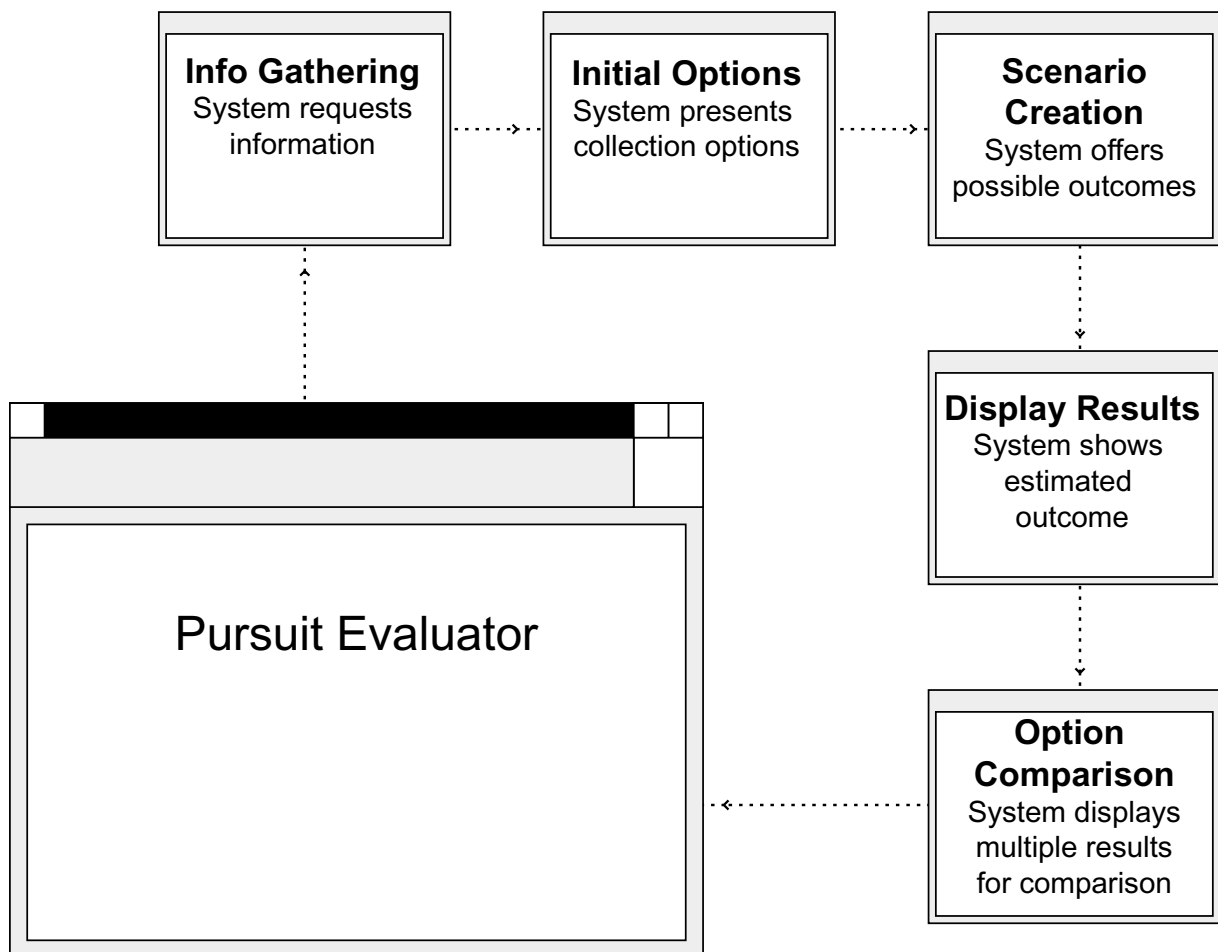 Info Gathering
System requests
information
Initial Options
System presents
collection options
Scenario
Creation
System offers
possible outcomes
Display Results
System shows
estimated
outcome
Pursuit Evaluator
Option
Comparison
System displays
multiple results
for comparison